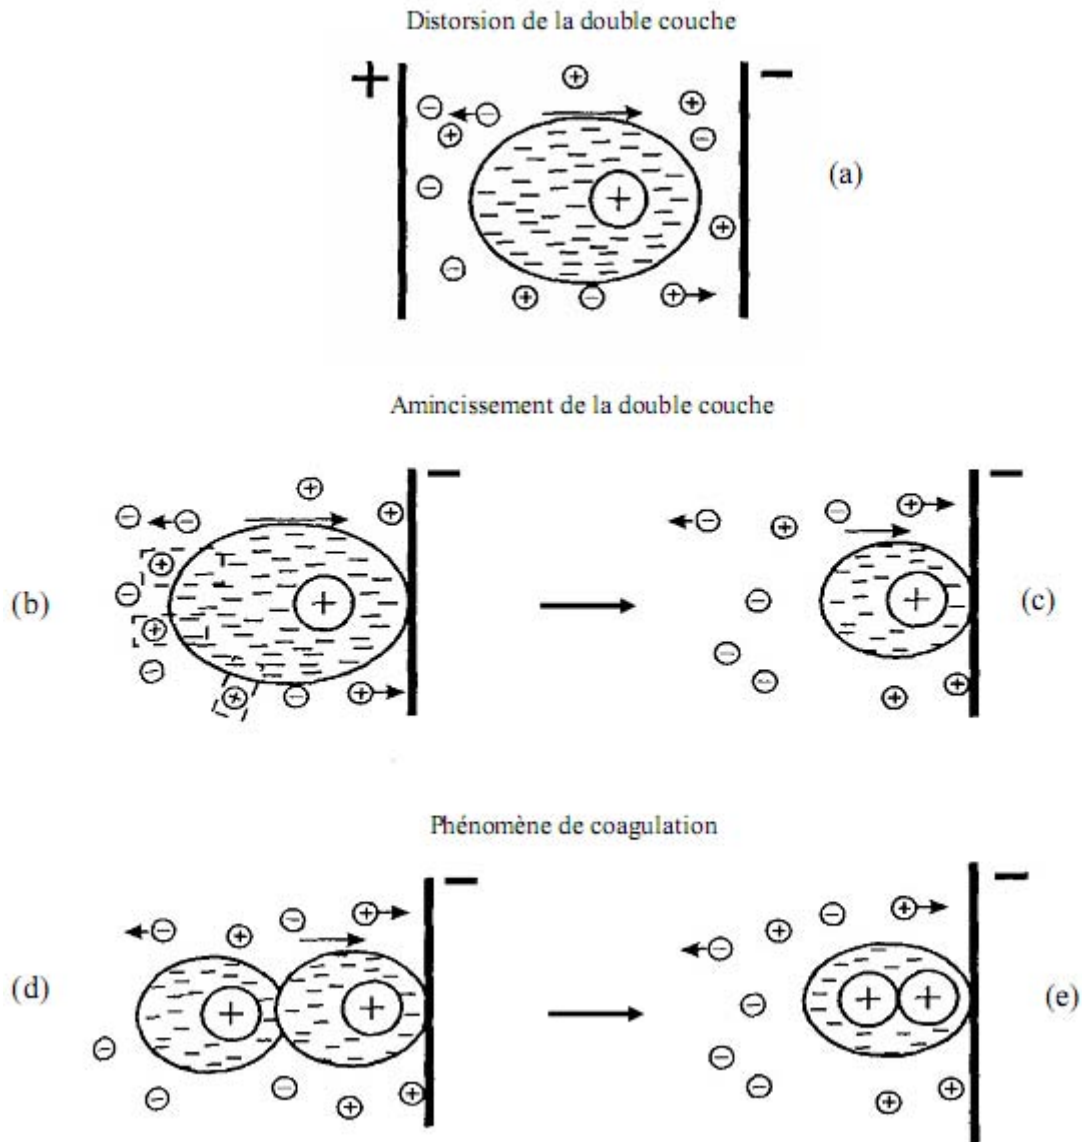 Distorsion de la double couche
(a)
Amincissement de la double couche
(b)
(c)
Phénomène de coagulation
(d)
(e)